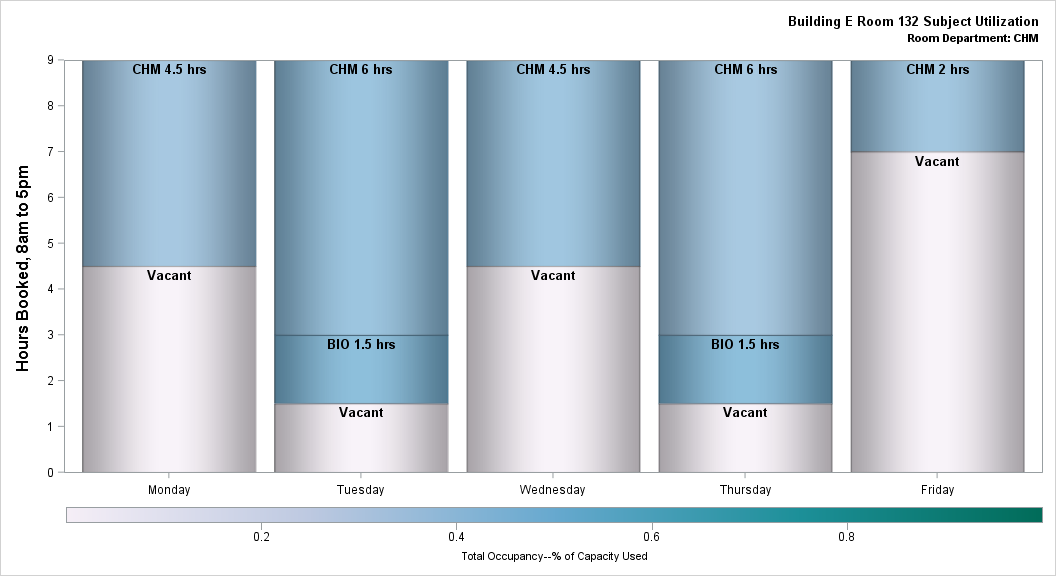 Building E Room 132 Subject Utilization
Room Department: CHM
Hours Booked, 8am to 5pm
9
8
7
6
5
4
3
2
1
0
CHM 4.5 hrs
Vacant
CHM 6 hrs
BIO 1.5 hrs
Vacant
CHM 4.5 hrs
Vacant
CHM 6 hrs
BIO 1.5 hrs
Vacant
CHM 2 hrs
Vacant
Monday
Tuesday
Wednesday
Thursday
Friday
0.2
0.4
0.6
0.8
Total Occupancy--% of Capacity Used